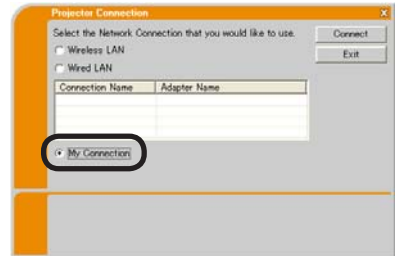 Projector Connection x
Select the Network Connection that you would like to use.
Connect
Wireless LAN
Exit
Wired LAN
Connection Name Adapter Name
My Connection